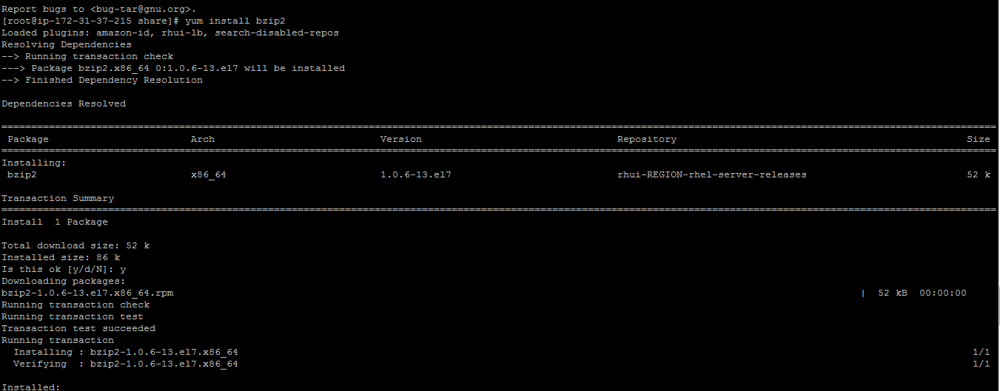 Report bugs to <bug-tar@gnu.org>.
[root@ip-172-31-37-215 share]# yum install bzip2
Loaded plugins: amazon-id, rhui-lb, search-disabled-repos
Resolving Dependencies
--> Running transaction check
---> Package bzip2.x86_64 0:1.0.6-13.el7 will be installed
--> Finished Dependency Resolution
Dependencies Resolved
Package Arch Version Repository Size
Installing:
bzip2 x86_64 1.0.6-13.el7 rhui-REGION-rhel-server-releases 52 k
Transaction Summary
Install 1 Package
Total download size: 52 k
Installed size: 86 k
Is this ok [y/d/N]: y
Downloading packages:
bzip2-1.0.6-13.el7.x86_64.rpm | 52 kB 00:00:00
Running transaction check
Running transaction test
Transaction test succeeded
Running transaction
Installing : bzip2-1.0.6-13.el7.x86_64 1/1
Verifying : bzip2-1.0.6-13.el7.x86_64 1/1
Installed: